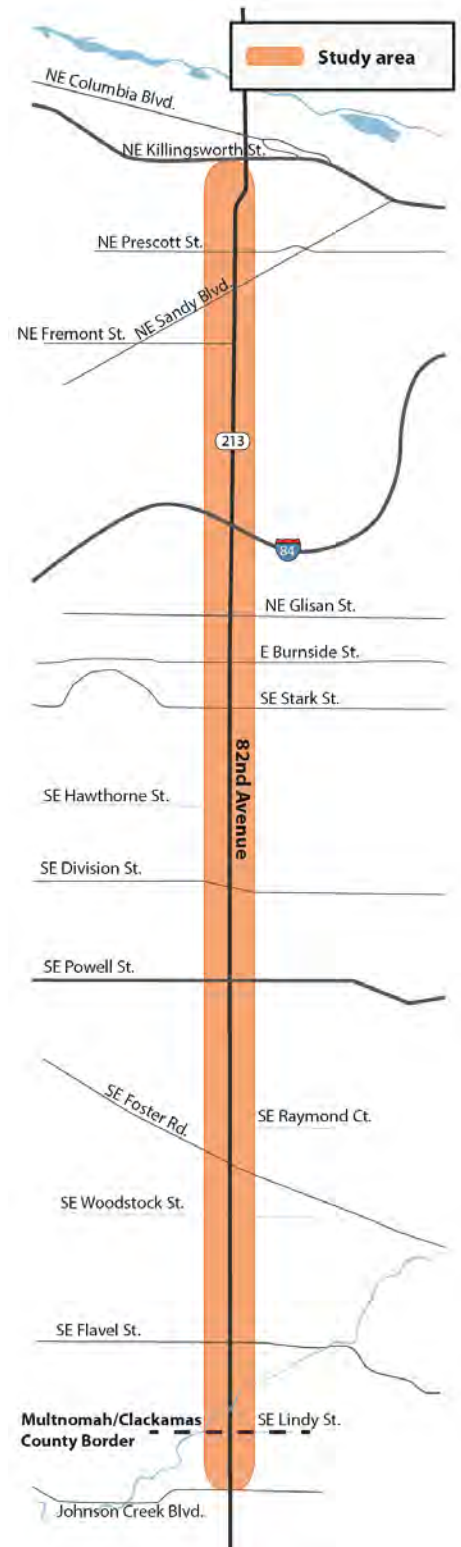 Study area
NE Columbia Blvd.
NE Killingsworth St.
NE Prescott St.
NE Sandy Blvd.
NE Fremont St.
213
84
NE Glisan St.
E Burnside St.
SE Stark St.
82nd Avenue
SE Hawthorne St.
SE Division St.
SE Powell St.
SE Foster Rd.
SE Raymond Ct.
SE Woodstock St.
SE Flavel St.
Multnomah/Clackamas
County Border
SE Lindy St.
Johnson Creek Blvd.